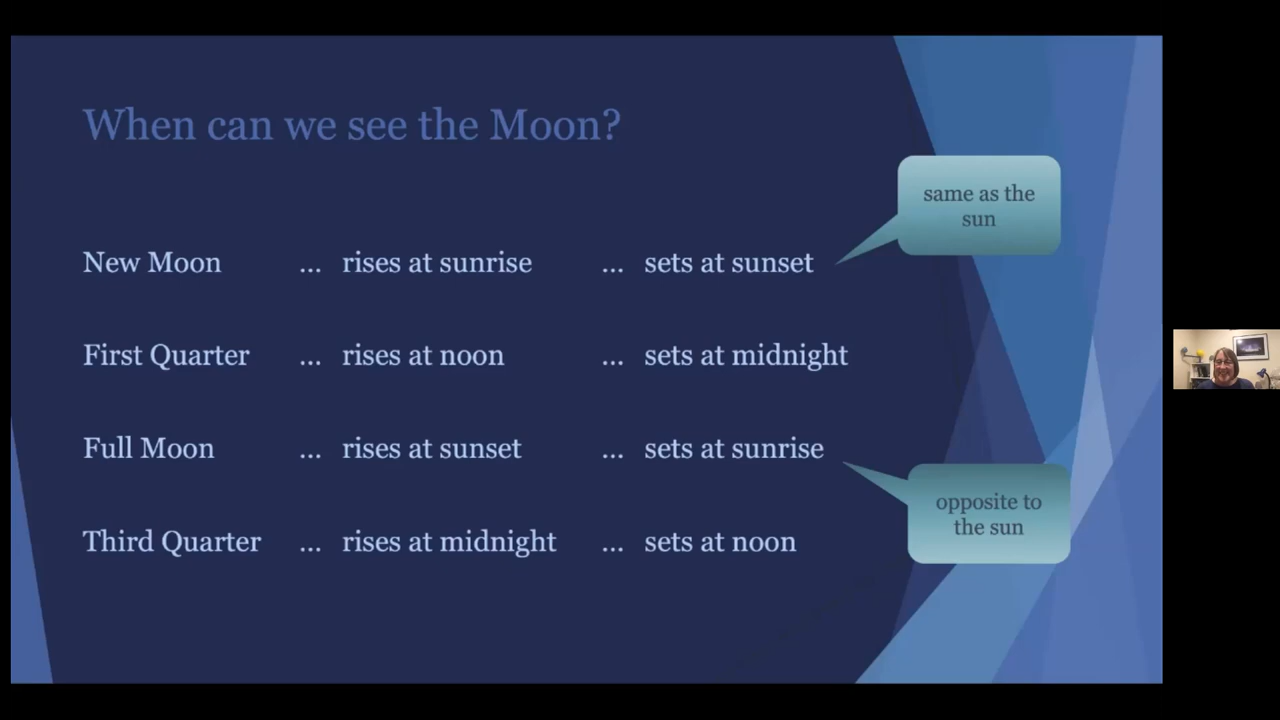 When can we see the Moon?
same as the
sun
New Moon ... rises at sunrise ... sets at sunset
First Quarter ... rises at noon ... sets at midnight
Full Moon ... rises at sunset ... sets at sunrise
opposite to
the sun
Third Quarter ... rises at midnight ... sets at noon